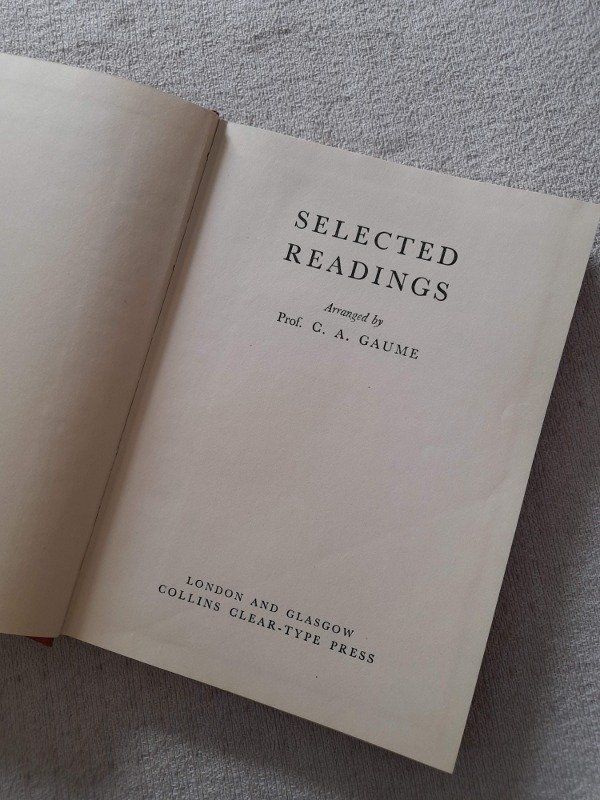 SELECTED
READINGS
Arranged by
Prof. C. A. GAUME
LONDON AND GLASGOW
COLLINS CLEAR-TYPE PRESS